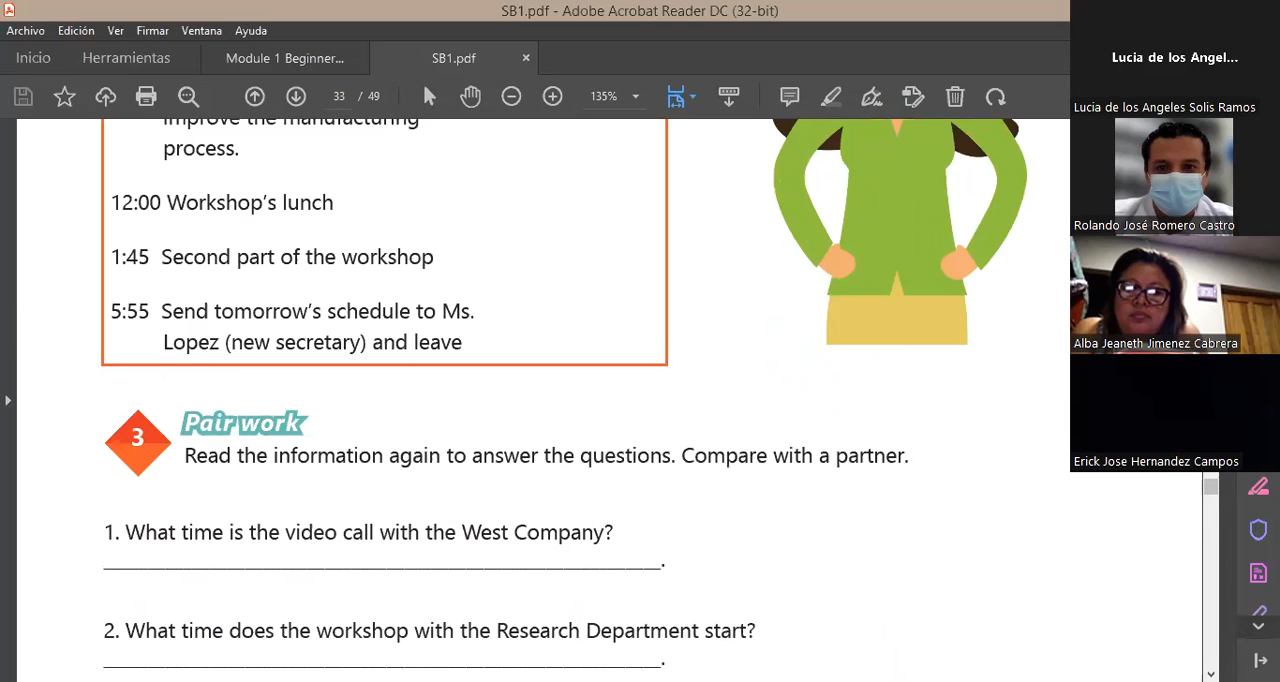 SB1.pdf - Adobe Acrobat Reader DC (32-bit)
Archivo Edición Ver Firmar Ventana Ayuda
Inicio Herramientas Module 1 Beginner... SB1.pdf ×
33 / 49 135%
improve the manufacturing
process.
12:00 Workshop's lunch
1:45 Second part of the workshop
5:55 Send tomorrow's schedule to Ms.
Lopez (new secretary) and leave
3 Pair work
Read the information again to answer the questions. Compare with a partner.
1. What time is the video call with the West Company?
2. What time does the workshop with the Research Department start?
Lucia de los Angel...
Lucia de los Angeles Solis Ramos
Rolando José Romero Castro
Alba Jeaneth Jimenez Cabrera
Erick Jose Hernandez Campos